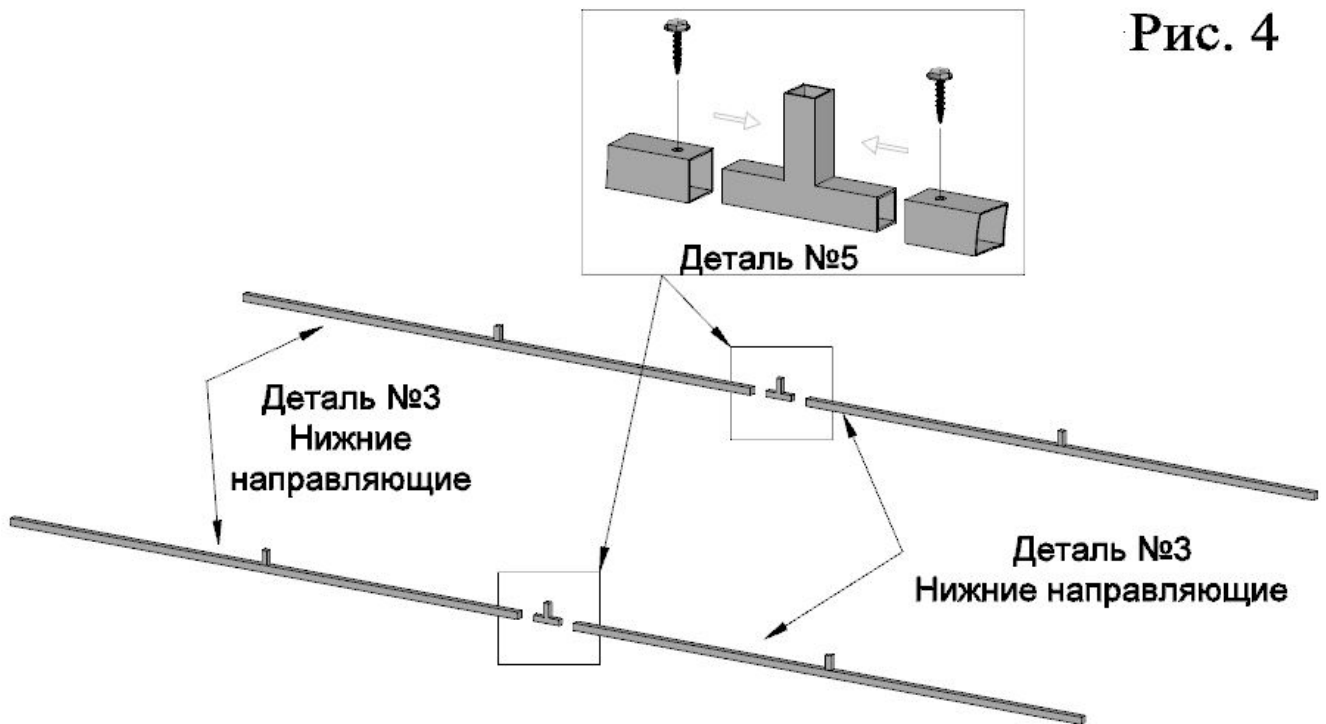 Рис. 4
Деталь №5
Деталь №3
Нижние
направляющие
Деталь №3
Нижние направляющие